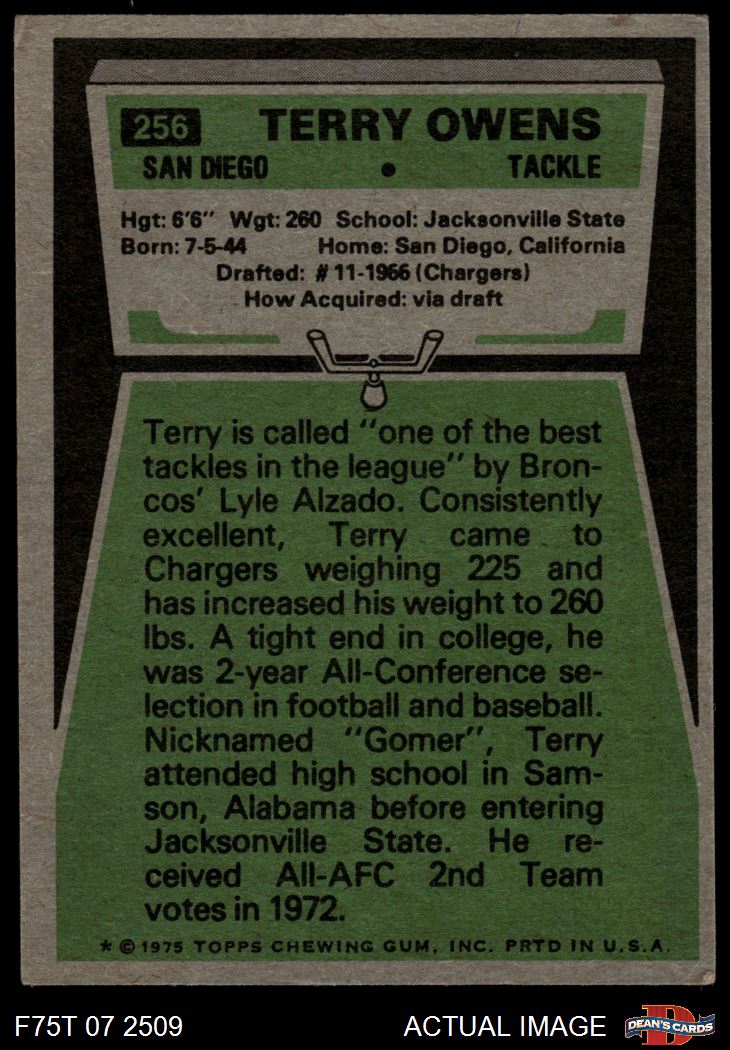 256 TERRY OWENS
SAN DIEGO • TACKLE
Hgt: 6'6" Wgt: 260 School: Jacksonville State
Born: 7-5-44 Home: San Diego, California
Drafted: #11-1966 (Chargers)
How Acquired: via draft
Terry is called "one of the best
tackles in the league" by Bron-
cos' Lyle Alzado. Consistently
excellent, Terry came to
Chargers weighing 225 and
has increased his weight to 260
lbs. A tight end in college, he
was 2-year All-Conference se-
lection in football and baseball.
Nicknamed "Gomer", Terry
attended high school in Sam-
son, Alabama before entering
Jacksonville State. He re-
ceived All-AFC 2nd Team
votes in 1972.
* © 1975 TOPPS CHEWING GUM, INC. PRTD IN U.S.A.
F75T 07 2509 ACTUAL IMAGE D DEAN'S CARDS